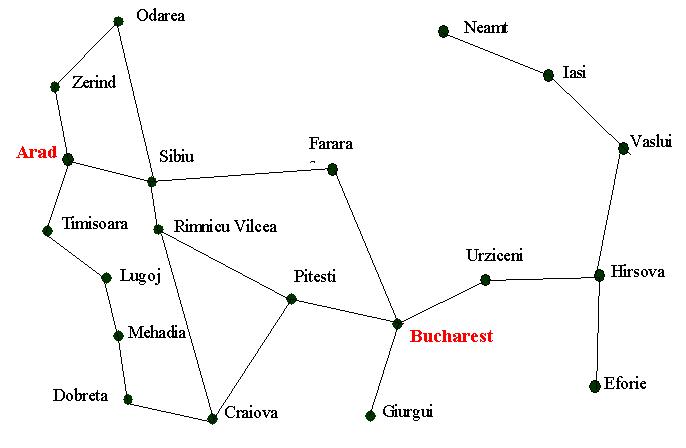 Odarea
Neamt
Zerind
Iasi
Arad
Sibiu
Farara
Vaslui
Timisoara
Rimnicu Vilcea
Urziceni
Lugoj
Pitesti
Hirsova
Mehadia
Bucharest
Dobreta
Craiova
Giurgui
Eforie